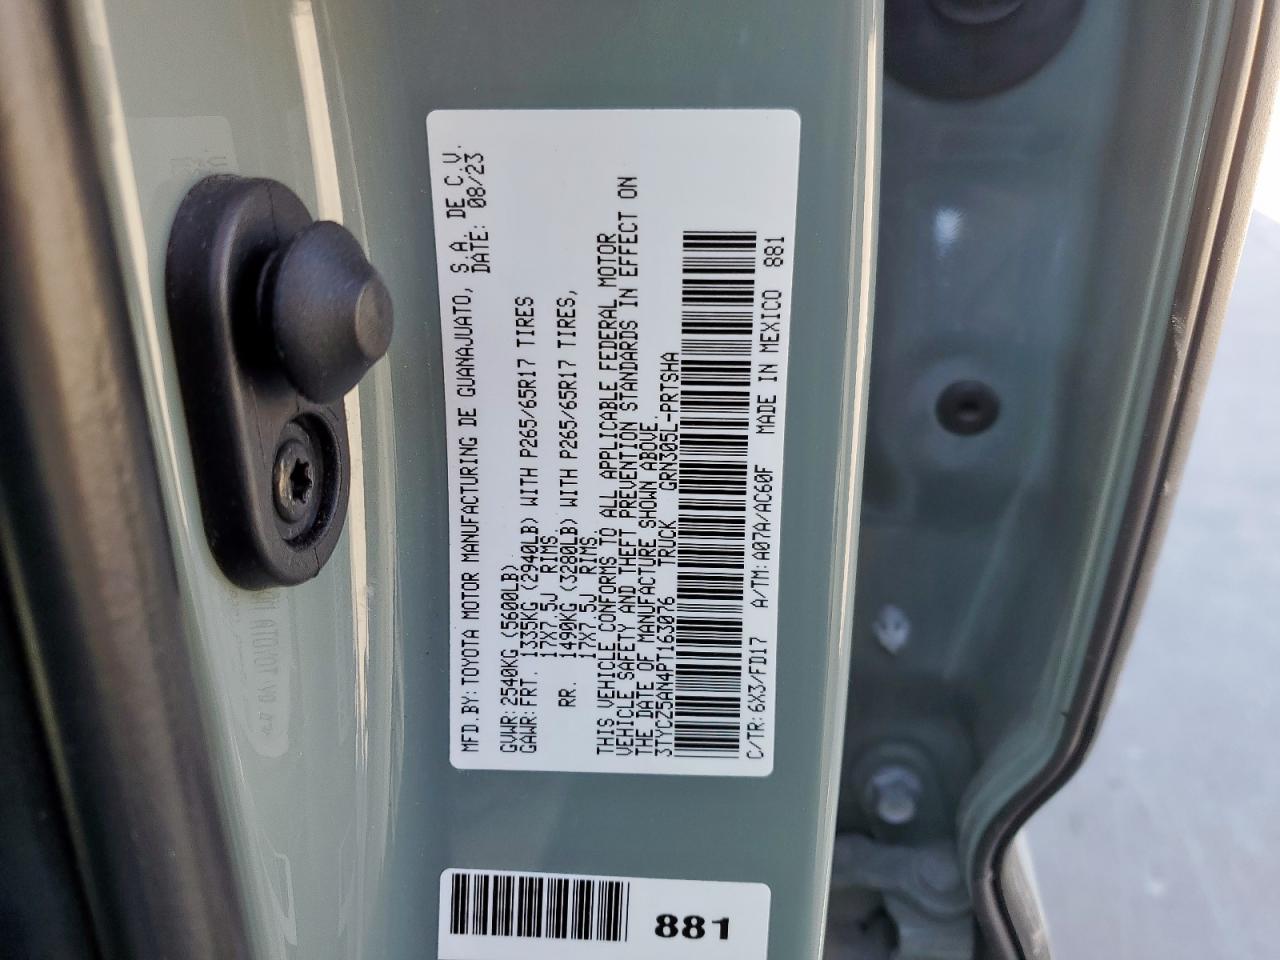 MFD.BY:TOYOTA MOTOR MANUFACTURING DE GUANAJUATO, S.A. DE C.V.
DATE: 08/23
GVWR:2540KG (5600LB)
GAWR:FRT. 1335KG (2940LB) WITH P265/65R17 TIRES
17X7.5J RIMS,
RR. 1490KG (3280LB) WITH P265/65R17 TIRES,
17X7.5J RIMS
THIS VEHICLE CONFORMS TO ALL APPLICABLE FEDERAL MOTOR
VEHICLE SAFETY AND THEFT PREVENTION STANDARDS IN EFFECT ON
THE DATE OF MANUFACTURE SHOWN ABOVE.
3TYCZ5AN4PT163076 TRUCK GRN305L-PRTSHA
C/TR:6X3/FD17 A/TM:A07A/AC60F MADE IN MEXICO 881
881